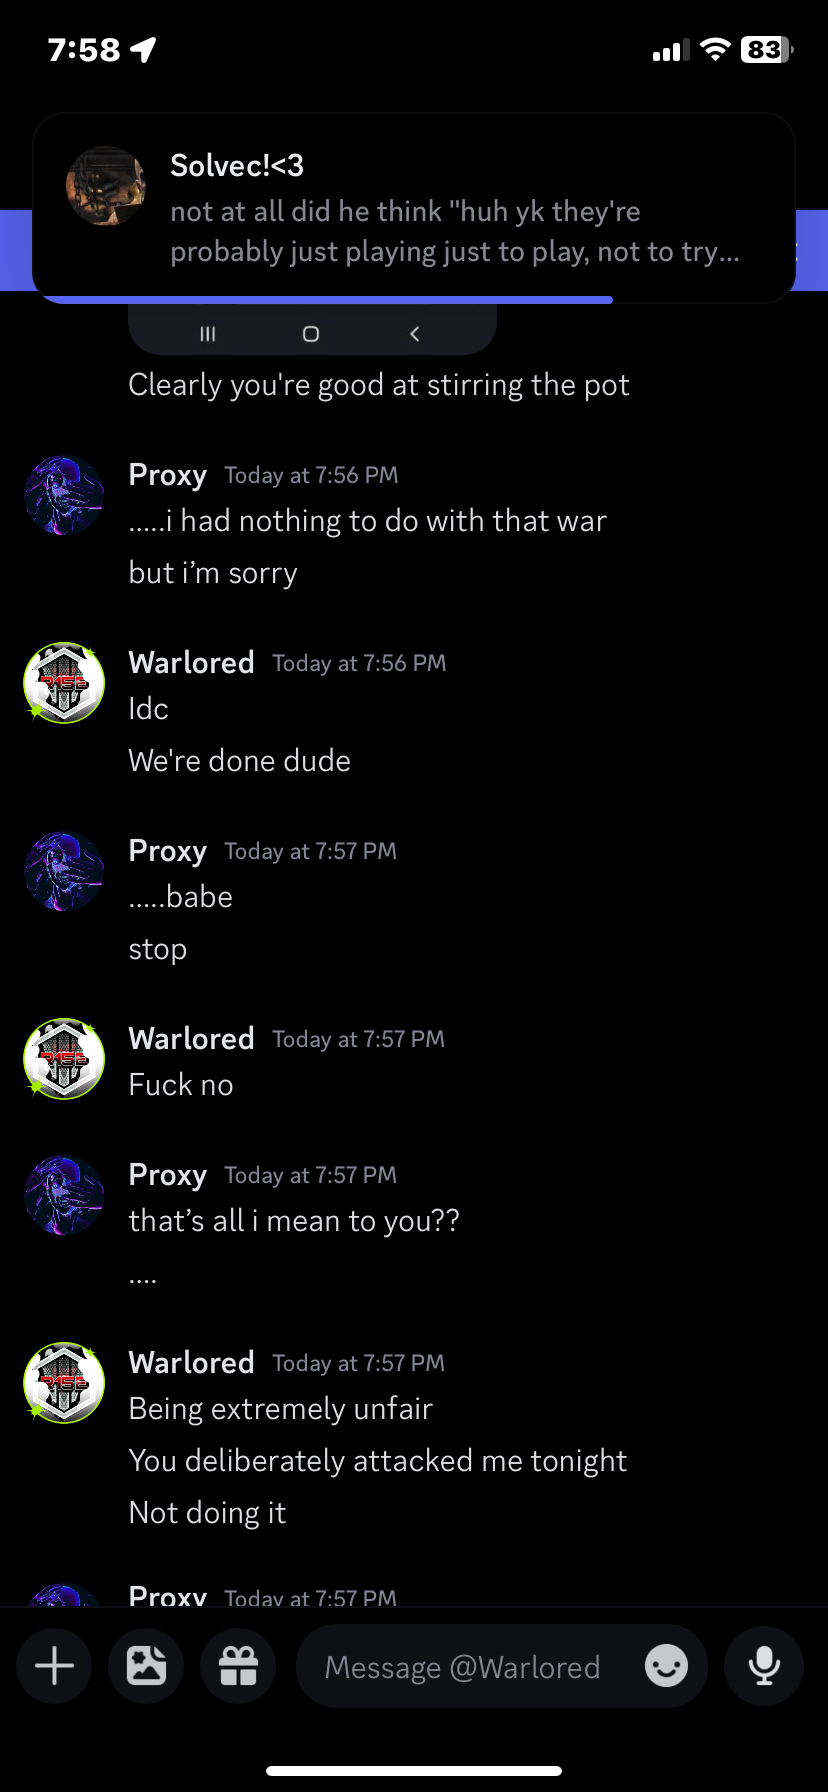 7:58
83
Solvec!<3
not at all did he think "huh yk they're
probably just playing just to play, not to try...
Clearly you're good at stirring the pot
Proxy Today at 7:56 PM
.....i had nothing to do with that war
but i’m sorry
Warlored Today at 7:56 PM
Idc
We're done dude
Proxy Today at 7:57 PM
.....babe
stop
Warlored Today at 7:57 PM
Fuck no
Proxy Today at 7:57 PM
that’s all i mean to you??
....
Warlored Today at 7:57 PM
Being extremely unfair
You deliberately attacked me tonight
Not doing it
Proxy Today at 7:57 PM
Message @Warlored